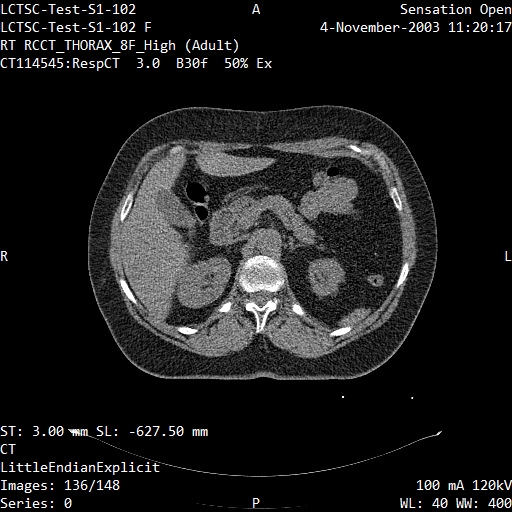 LCTSC-Test-S1-102 A Sensation Open
LCTSC-Test-S1-102 F 4-November-2003 11:20:17
RT RCCT_THORAX_8F_High (Adult)
CT114545:RespCT 3.0 B30f 50% Ex
R L
ST: 3.00 mm SL: -627.50 mm
CT
LittleEndianExplicit
Images: 136/148 100 mA 120kV
Series: 0 P WL: 40 WW: 400